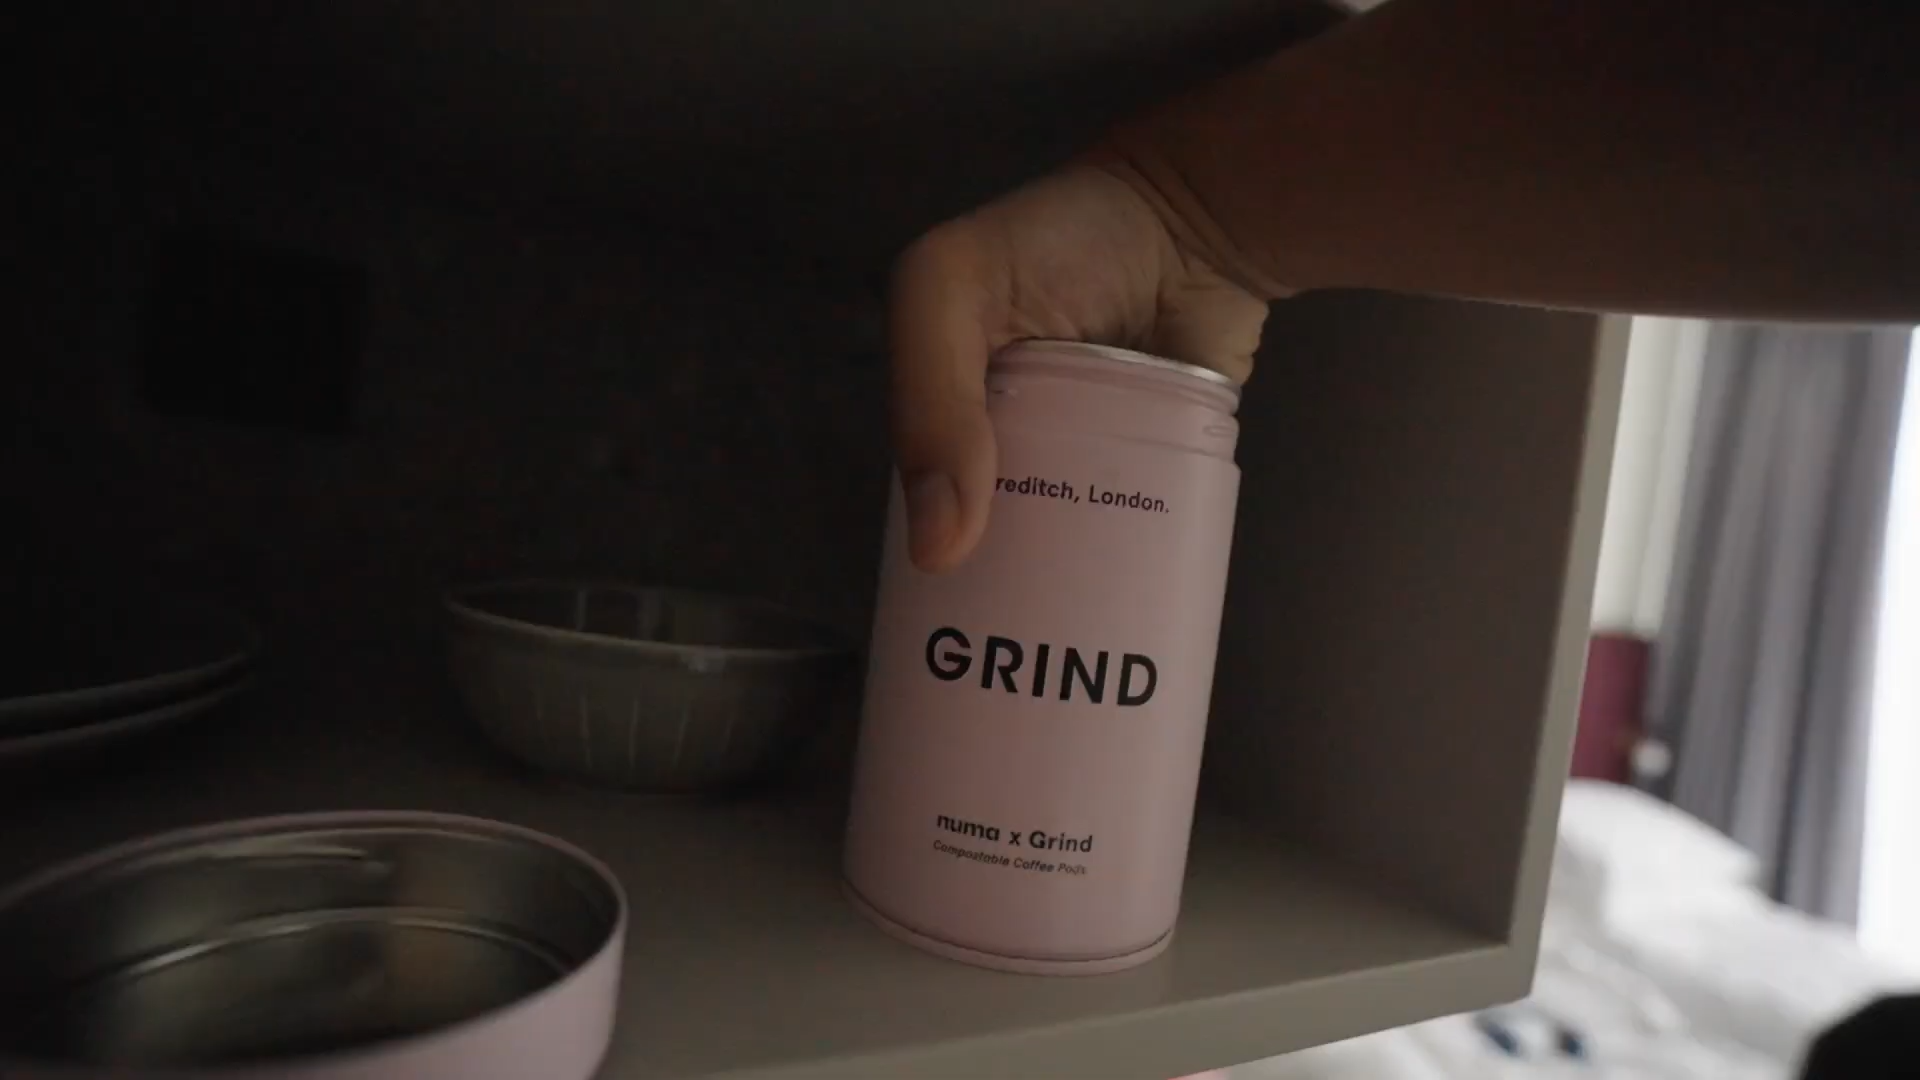 reditch, London.
GRIND
numa x Grind
Compostable Coffee Pods